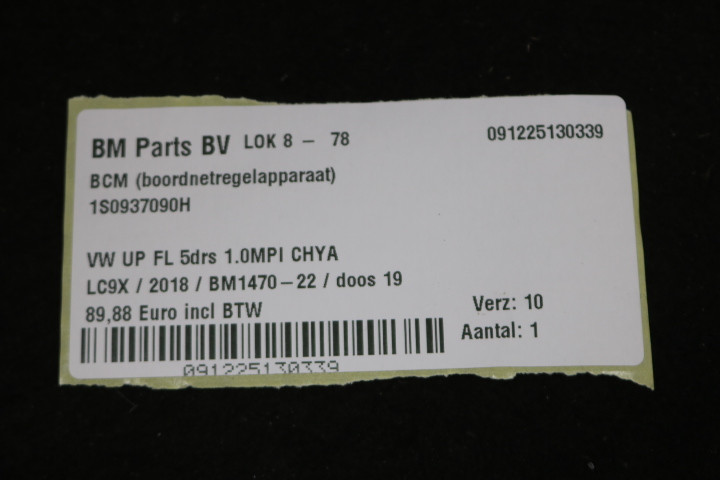 BM Parts BV LOK 8 - 78 091225130339
BCM (boordnetregelapparaat)
1S0937090H
VW UP FL 5drs 1.0MPI CHYA
LC9X / 2018 / BM1470-22 / doos 19
89,88 Euro incl BTW
Verz: 10
Aantal: 1
091225130339